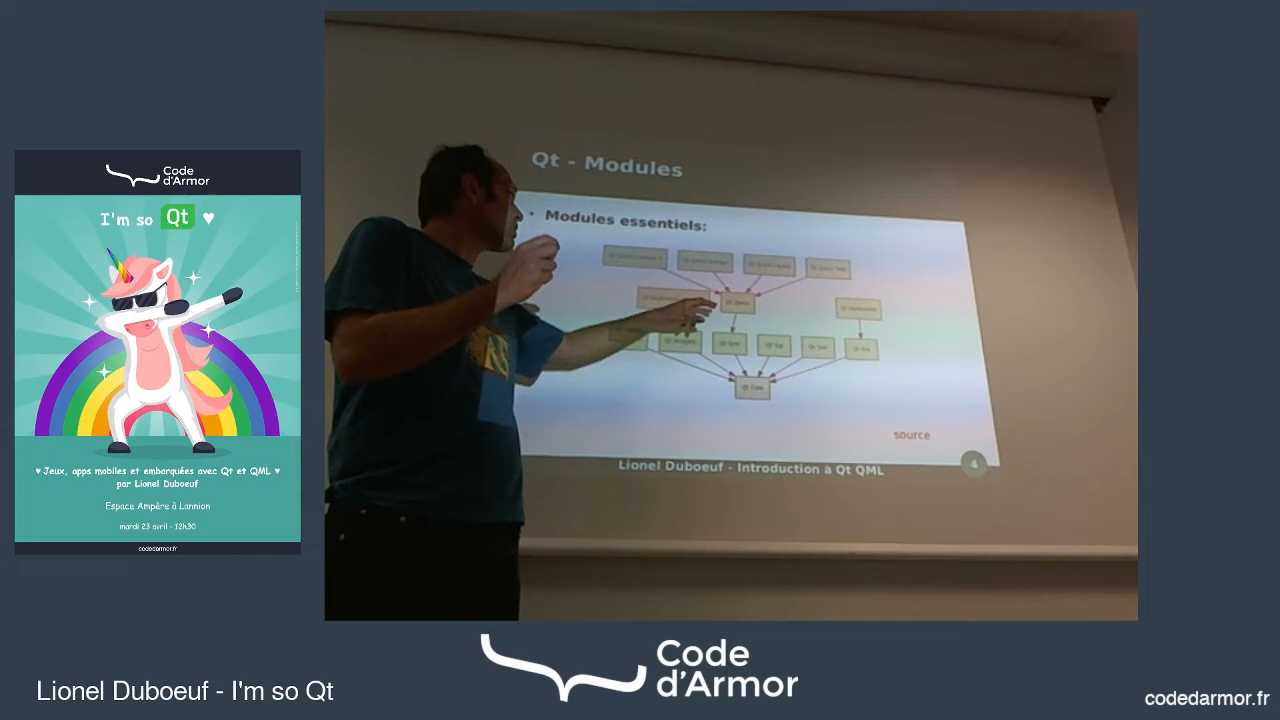 Code
d'Armor
I'm so Qt ♥
♥ Jeux, apps mobiles et embarquées avec Qt et QML ♥
par Lionel Duboeuf
Espace Ampère à Lannion
mardi 23 avril - 12h30
codedarmor.fr
Qt - Modules
• Modules essentiels:
Qt Core
source
Lionel Duboeuf - Introduction à Qt QML
4
Lionel Duboeuf - I'm so Qt
Code
d'Armor
codedarmor.fr